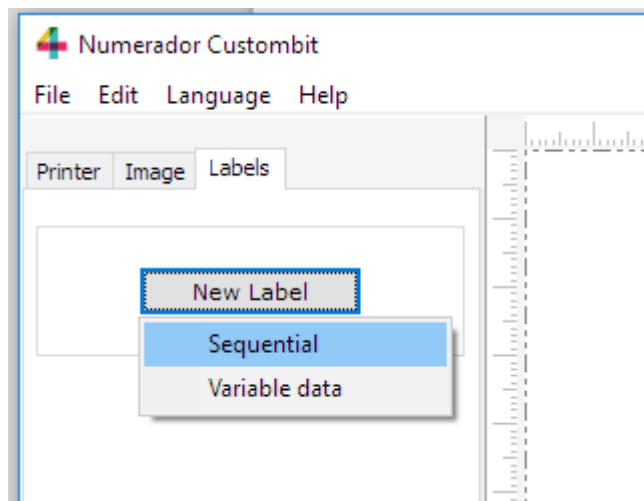 Numerador Custombit
File Edit Language Help
Printer Image Labels
New Label
Sequential
Variable data